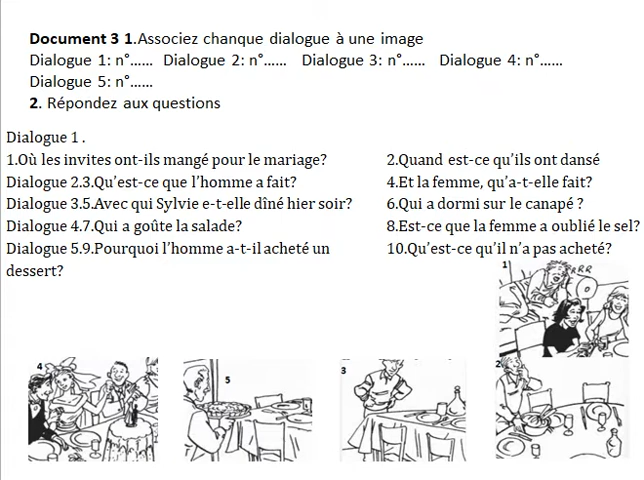 Document 3 1.Associez chanque dialogue à une image
Dialogue 1: n°...... Dialogue 2: n°...... Dialogue 3: n°...... Dialogue 4: n°......
Dialogue 5: n°......
2. Répondez aux questions
Dialogue 1 .
1.Où les invites ont-ils mangé pour le mariage? 2.Quand est-ce qu'ils ont dansé
Dialogue 2.3.Qu'est-ce que l'homme a fait? 4.Et la femme, qu'a-t-elle fait?
Dialogue 3.5.Avec qui Sylvie e-t-elle dîné hier soir? 6.Qui a dormi sur le canapé ?
Dialogue 4.7.Qui a goûte la salade? 8.Est-ce que la femme a oublié le sel?
Dialogue 5.9.Pourquoi l'homme a-t-il acheté un 10.Qu'est-ce qu'il n'a pas acheté?
dessert?
1 RRR
4
5
3
2